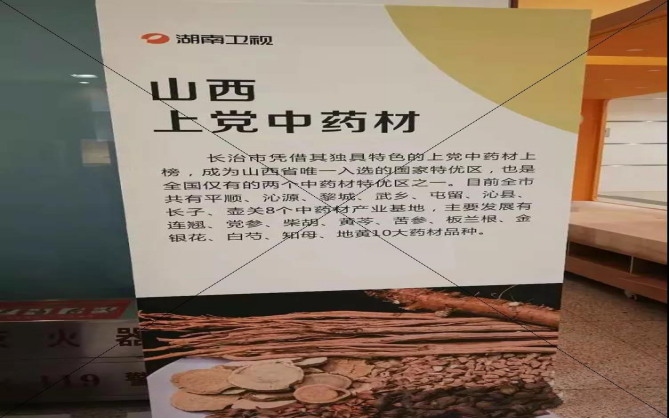 湖南卫视
山西
上党中药材
长治市凭借其独具特色的上党中药材上
榜，成为山西省唯一入选的国家特优区，也是
全国仅有的两个中药材特优区之一。目前全市
共有平顺、沁源、黎城、武乡、屯留、沁县、
长子、壶关8个中药材产业基地，主要发展有
连翘、党参、柴胡、黄芩、苦参、板兰根、金
银花、白芍、知母、地黄10大药材品种。
灭火器
119